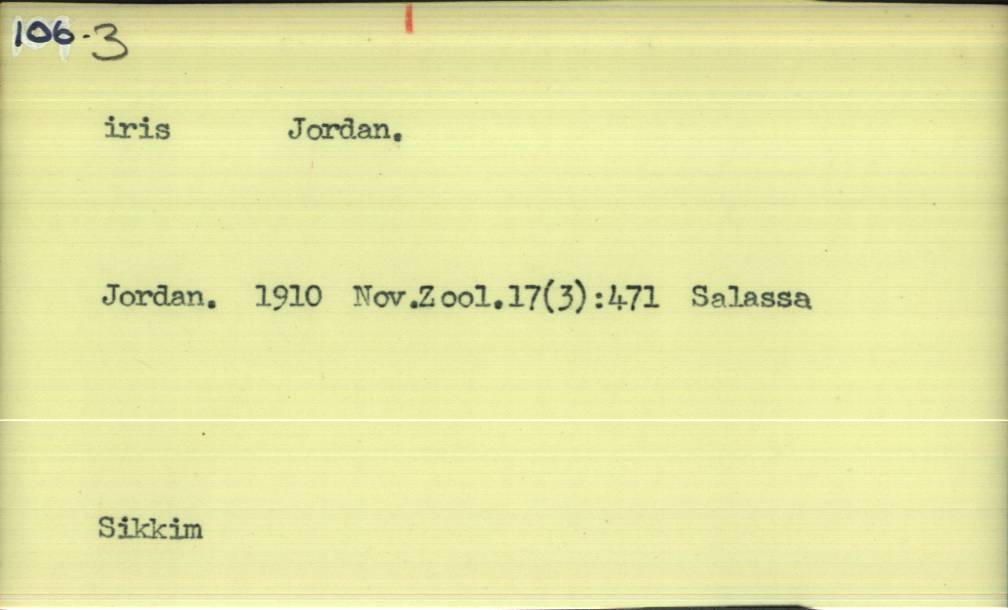 106-3
iris Jordan.
Jordan. 1910 Nov.Zool.17(3):471 Salassa
Sikkim